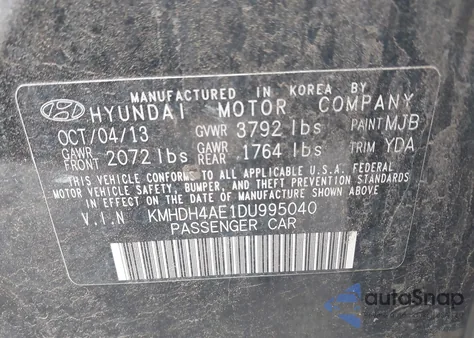 MANUFACTURED IN KOREA BY
HYUNDAI MOTOR COMPANY
OCT/04/13 GVWR 3792 lbs PAINT MJB
GAWR FRONT 2072 lbs GAWR REAR 1764 lbs TRIM YDA
THIS VEHICLE CONFORMS TO ALL APPLICABLE U.S.A. FEDERAL
MOTOR VEHICLE SAFETY, BUMPER, AND THEFT PREVENTION STANDARDS
IN EFFECT ON THE DATE OF MANUFACTURE SHOWN ABOVE.
V.I.N KMHDH4AE1DU995040
PASSENGER CAR
autoSnap